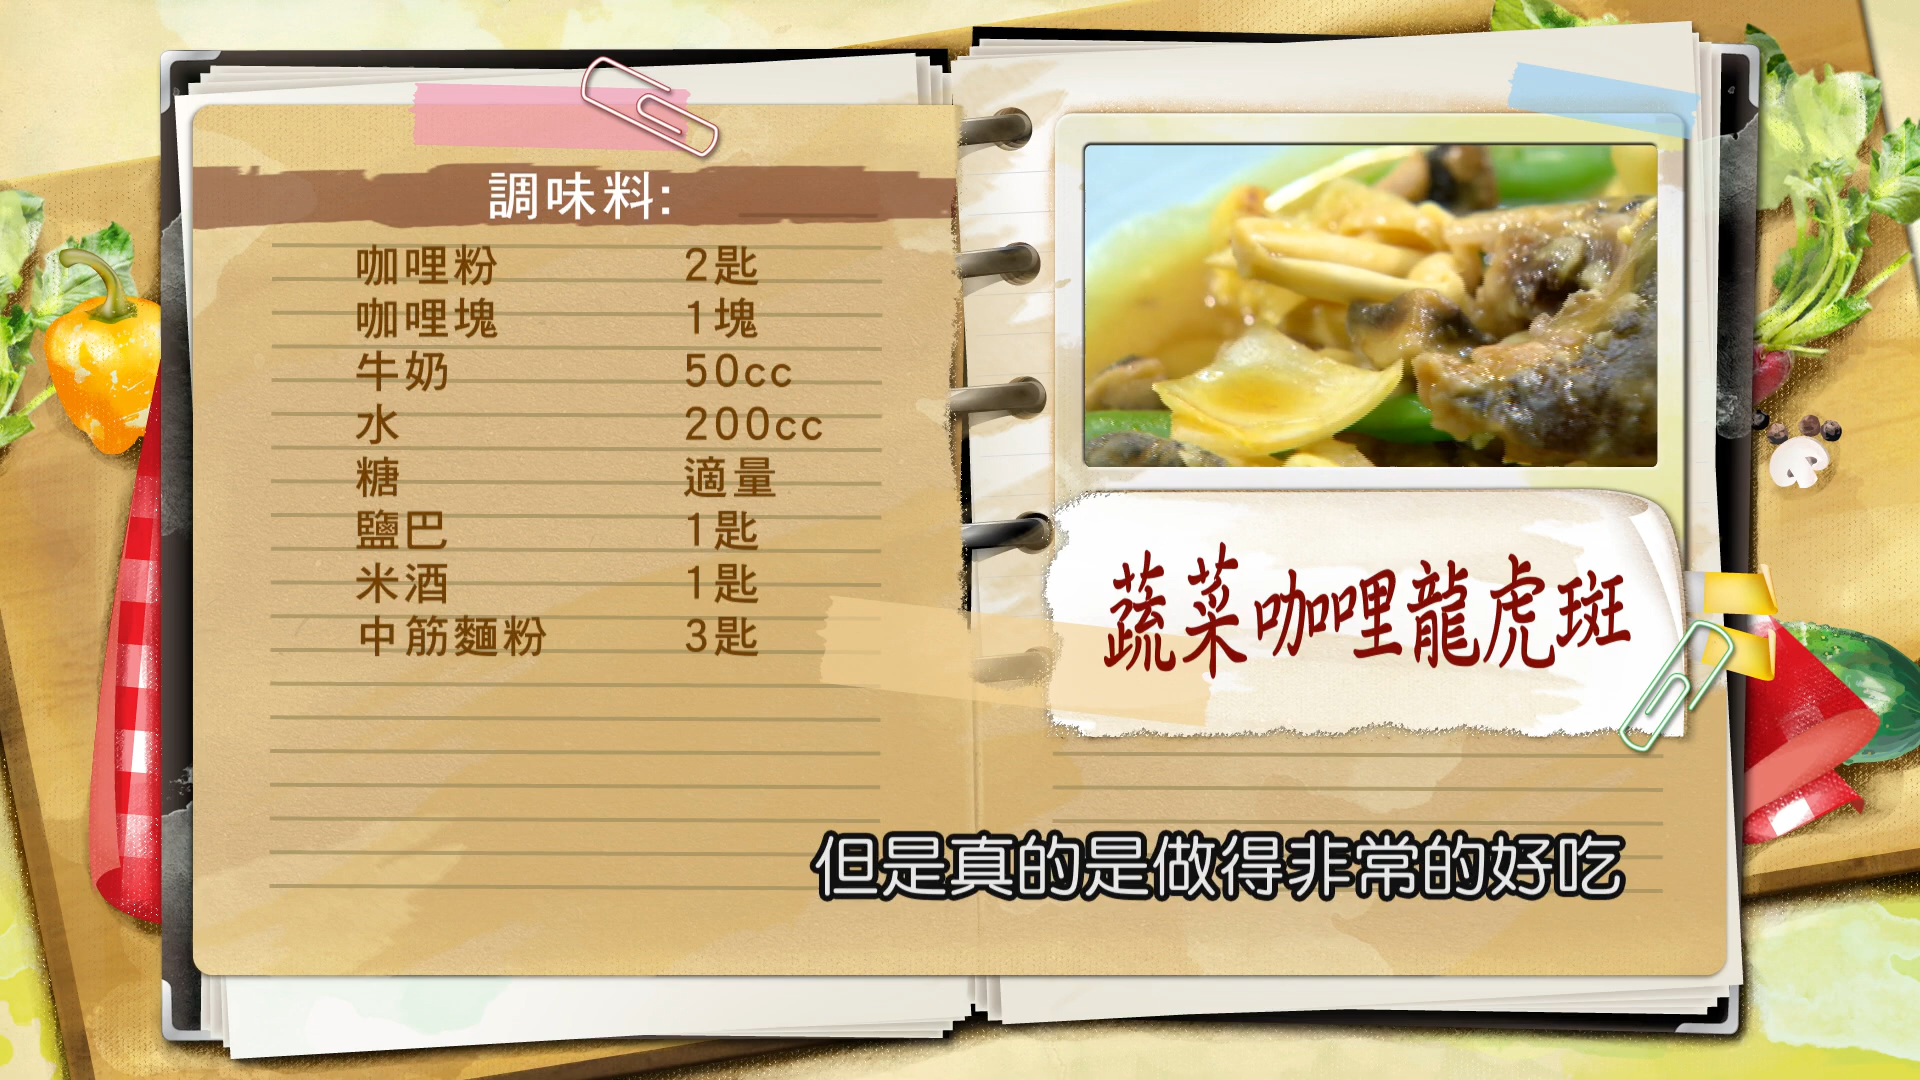 調味料:
咖哩粉 2匙
咖哩塊 1塊
牛奶 50cc
水 200cc
糖 適量
鹽巴 1匙
米酒 1匙
中筋麵粉 3匙
蔬菜咖哩龍虎斑
但是真的是做得非常的好吃